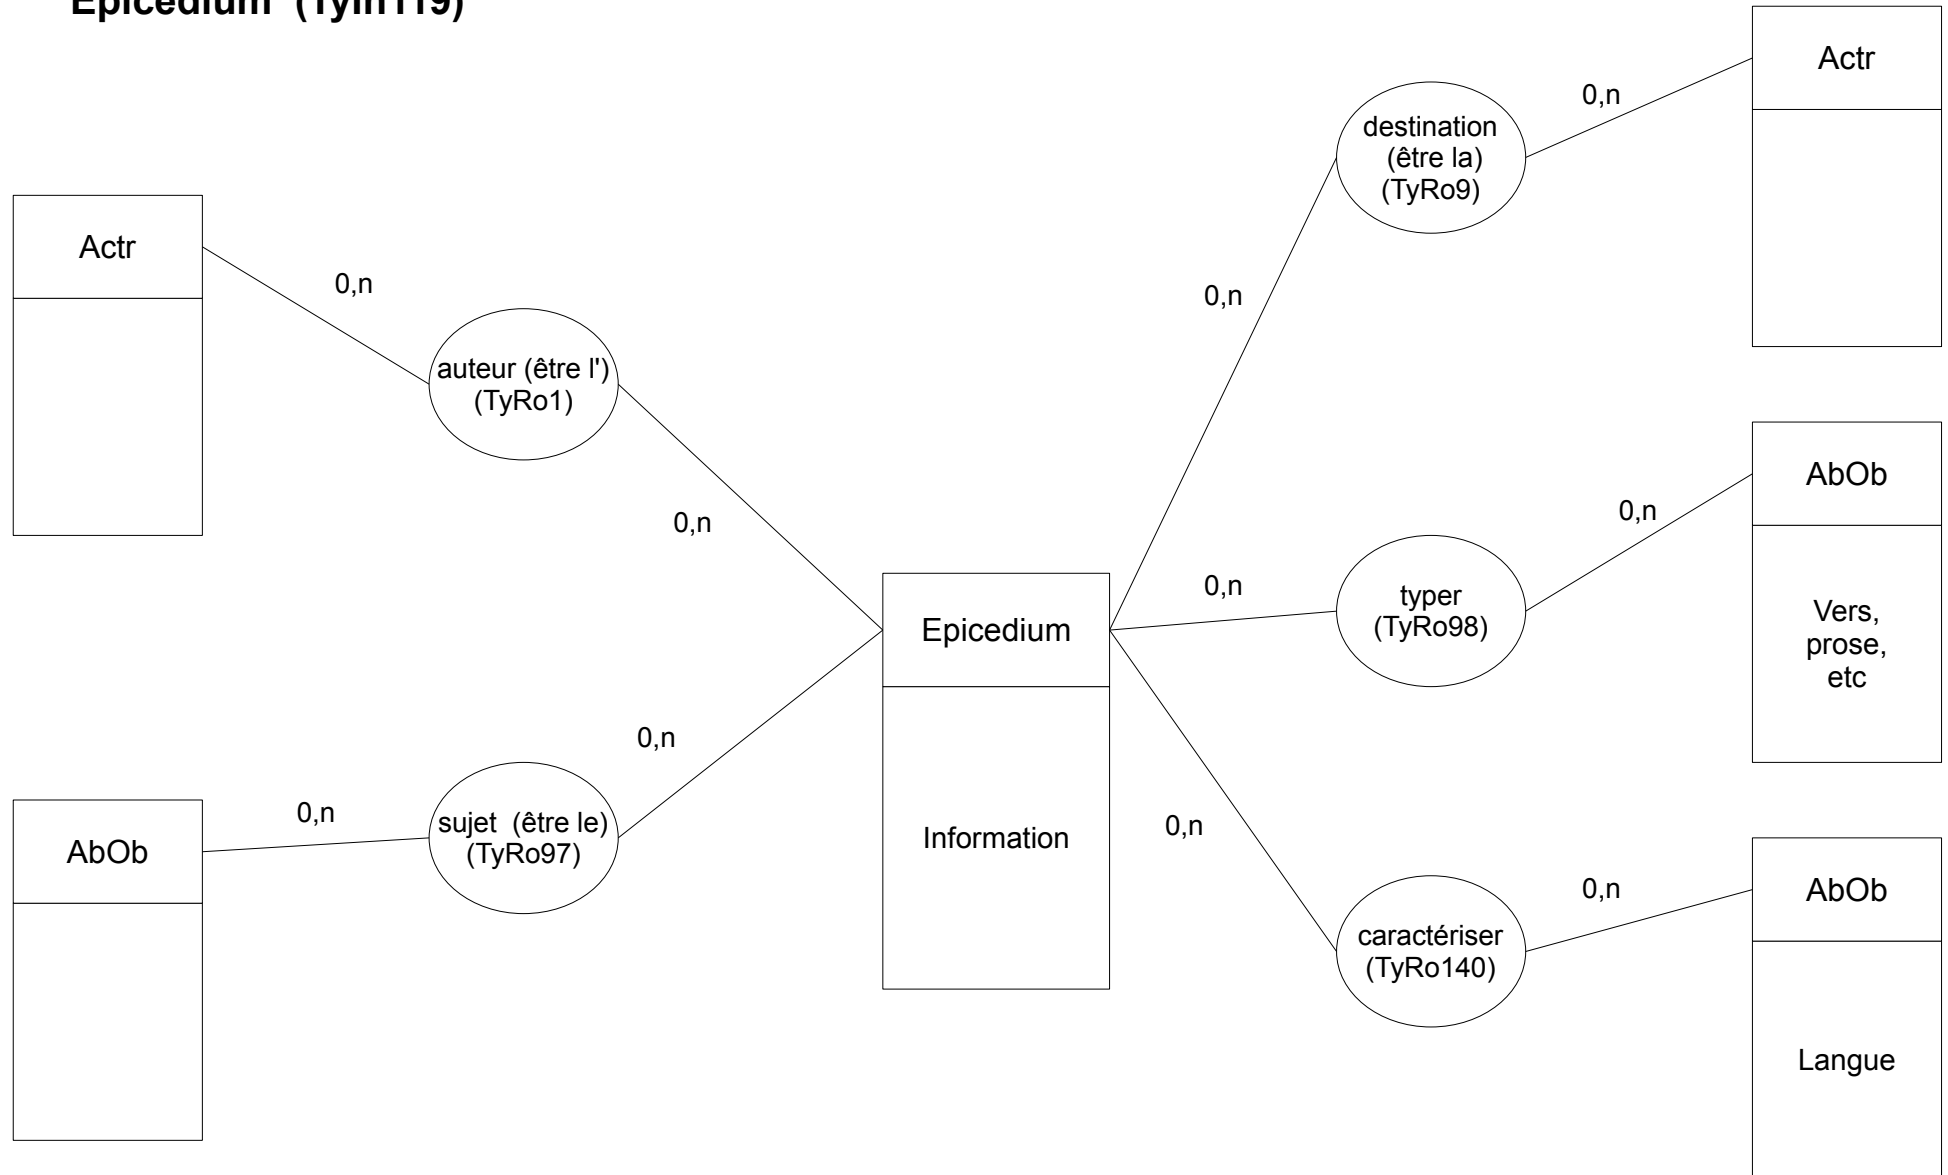 Epicedium (TyIn119)
Actr
0,n
destination
(être la)
(TyRo9)
0,n
Actr
0,n
auteur (être l')
(TyRo1)
0,n
AbOb
0,n
typer
(TyRo98)
0,n
Vers,
prose,
etc
Epicedium
Information
0,n
sujet (être le)
(TyRo97)
0,n
AbOb
0,n
caractériser
(TyRo140)
0,n
AbOb
Langue